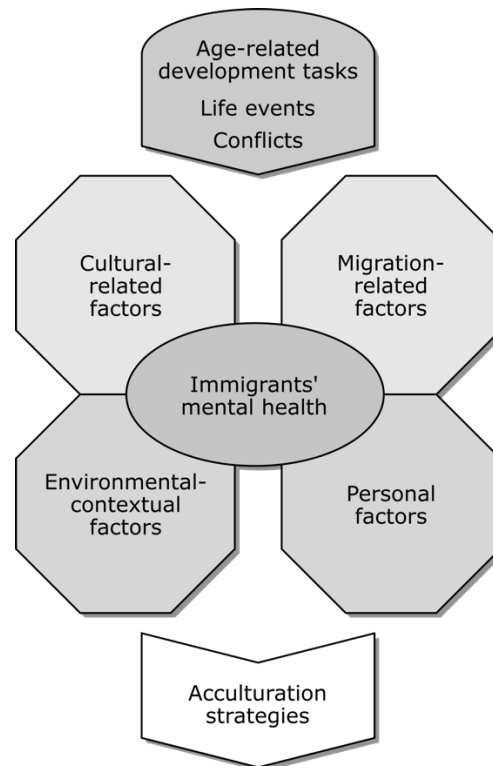 Age-related
development tasks
Life events
Conflicts
Cultural-
related
factors
Migration-
related
factors
Immigrants'
mental health
Environmental-
contextual
factors
Personal
factors
Acculturation
strategies